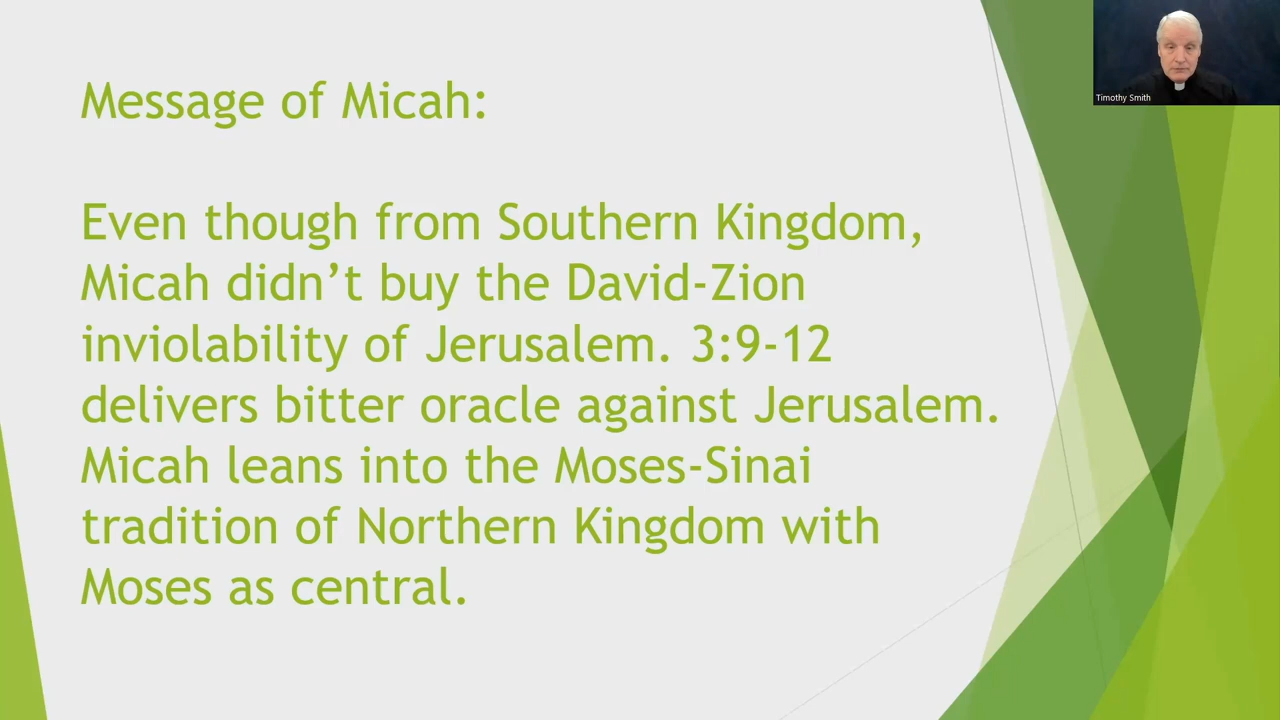 Message of Micah:
Even though from Southern Kingdom,
Micah didn’t buy the David-Zion
inviolability of Jerusalem. 3:9-12
delivers bitter oracle against Jerusalem.
Micah leans into the Moses-Sinai
tradition of Northern Kingdom with
Moses as central.
Timothy Smith